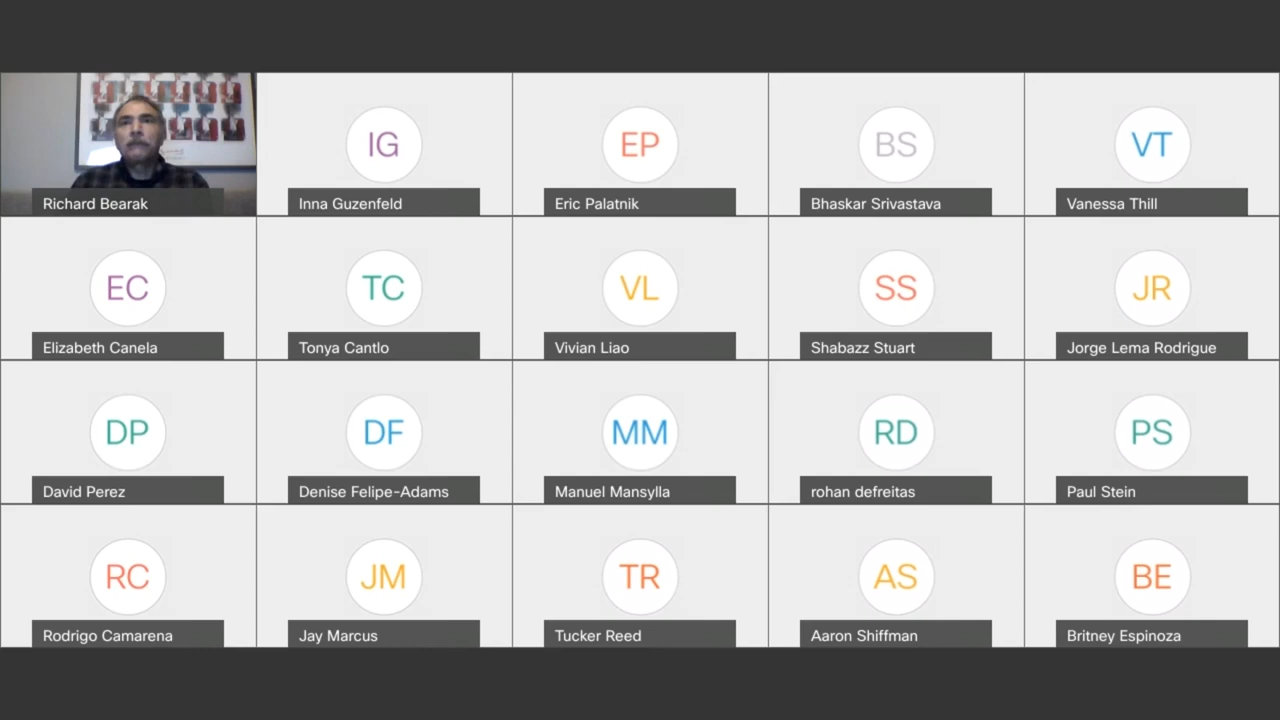 Richard Bearak
IG
Inna Guzenfeld
EP
Eric Palatnik
BS
Bhaskar Srivastava
VT
Vanessa Thill
EC
Elizabeth Canela
TC
Tonya Cantlo
VL
Vivian Liao
SS
Shabazz Stuart
JR
Jorge Lema Rodrigue
DP
David Perez
DF
Denise Felipe-Adams
MM
Manuel Mansylla
RD
rohan defreitas
PS
Paul Stein
RC
Rodrigo Camarena
JM
Jay Marcus
TR
Tucker Reed
AS
Aaron Shiffman
BE
Britney Espinoza